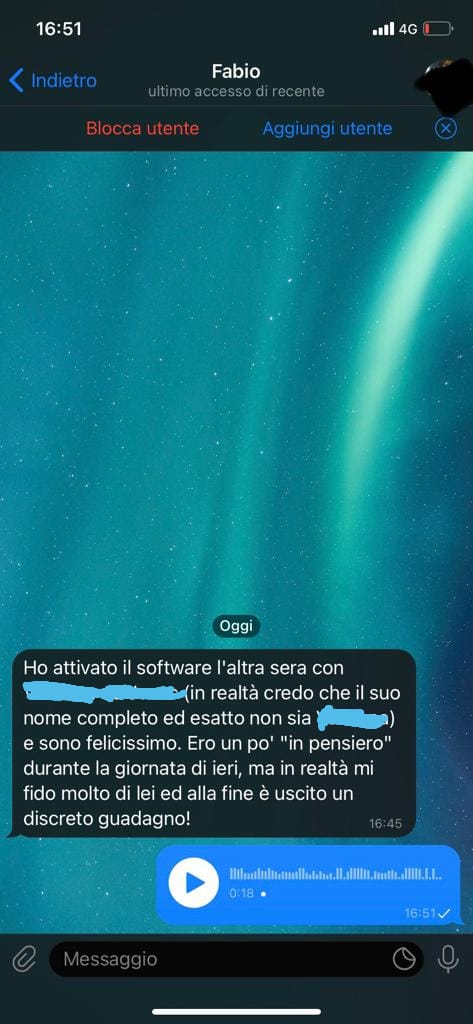 16:51
4G
Indietro
Fabio
ultimo accesso di recente
Blocca utente
Aggiungi utente
Oggi
Ho attivato il software l'altra sera con
(in realtà credo che il suo
nome completo ed esatto non sia )
e sono felicissimo. Ero un po' "in pensiero"
durante la giornata di ieri, ma in realtà mi
fido molto di lei ed alla fine è uscito un
discreto guadagno!
16:45
0:18
16:51
Messaggio